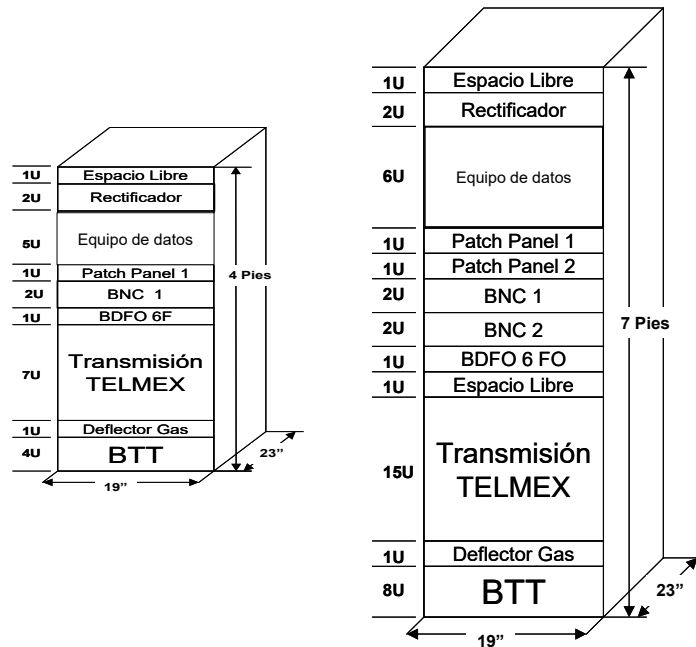 1U Espacio Libre
2U Rectificador
5U Equipo de datos
1U Patch Panel 1
2U BNC 1
1U BDFO 6F
7U Transmisión
TELMEX
1U Deflector Gas
4U BTT
4 Pies
19”
23”
1U Espacio Libre
2U Rectificador
6U Equipo de datos
1U Patch Panel 1
1U Patch Panel 2
2U BNC 1
2U BNC 2
1U BDFO 6 FO
1U Espacio Libre
15U Transmisión
TELMEX
1U Deflector Gas
8U BTT
7 Pies
19”
23”